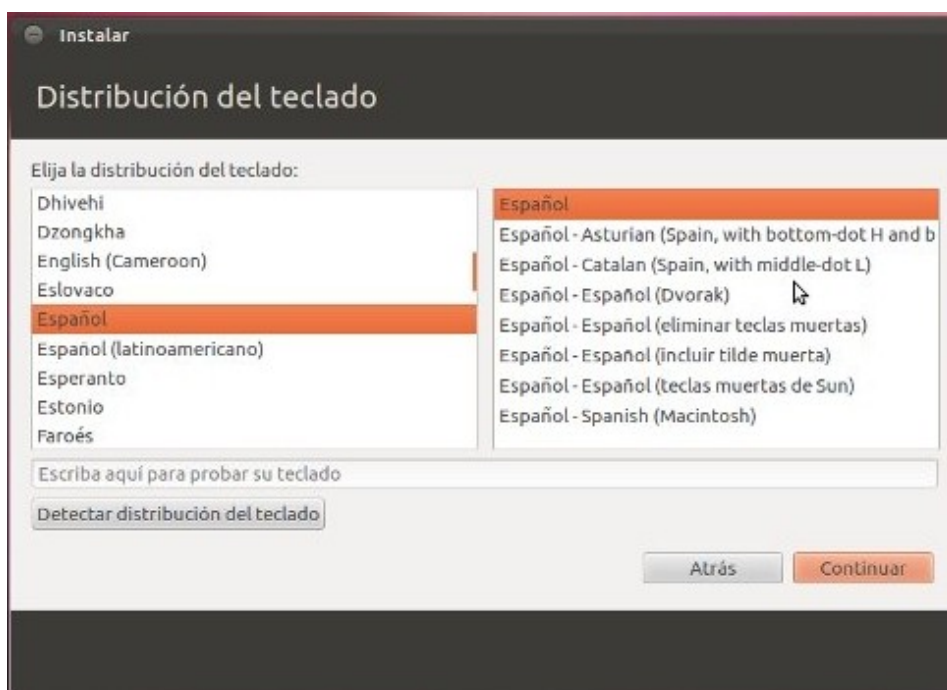 Instalar
Distribución del teclado
Elija la distribución del teclado:
Dhivehi
Dzongkha
English (Cameroon)
Eslovaco
Español
Español (latinoamericano)
Esperanto
Estonio
Faroés
Español
Español - Asturian (Spain, with bottom-dot H and b
Español - Catalan (Spain, with middle-dot L)
Español - Español (Dvorak)
Español - Español (eliminar teclas muertas)
Español - Español (incluir tilde muerta)
Español - Español (teclas muertas de Sun)
Español - Spanish (Macintosh)
Escriba aquí para probar su teclado
Detectar distribución del teclado
Atrás
Continuar